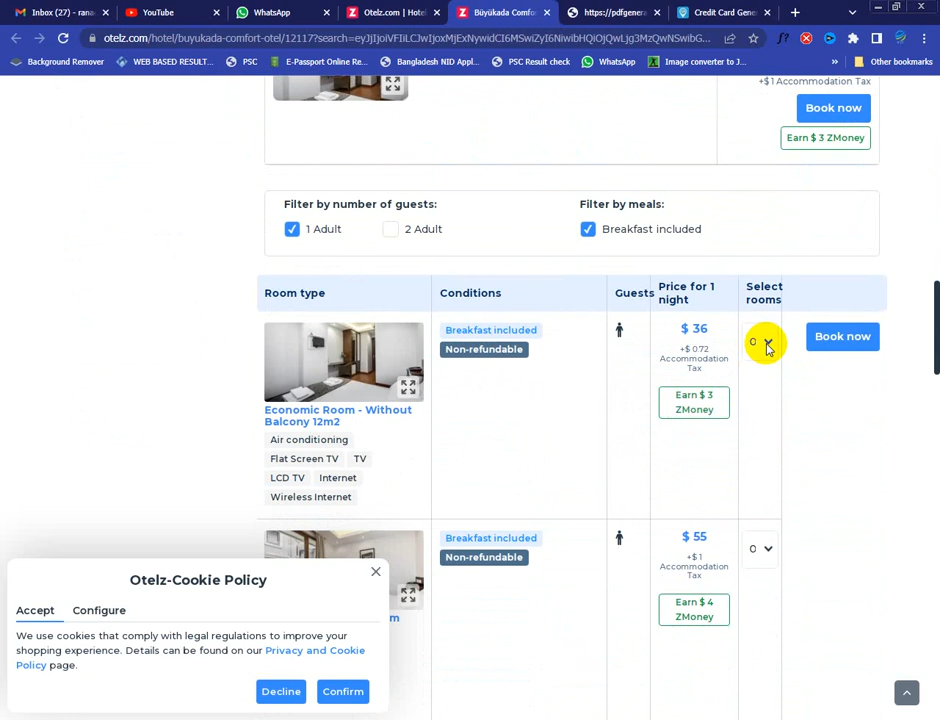 Inbox (27) - rana
YouTube
WhatsApp
Otelz.com | Hote
Büyükada Comfo
https://pdfgenera
Credit Card Gene
otelz.com/hotel/buyukada-comfort-otel/12117?search=eyJjIjoiVFIiLCJwIjoxMjExNywidCI6MSwiZyI6NiwibHQiOjQwLjg3MzQwNSwibG...
Background Remover
WEB BASED RESULT...
PSC
E-Passport Online Re...
Bangladesh NID Appl...
PSC Result check
WhatsApp
Image converter to J...
»
Other bookmarks
+$ 1 Accommodation Tax
Book now
Earn $ 3 ZMoney
Filter by number of guests:
Filter by meals:
1 Adult
2 Adult
Breakfast included
Room type
Conditions
Guests
Price for 1
night
Select
rooms
Breakfast included
Non-refundable
$ 36
+$ 0.72
Accommodation
Tax
Earn $ 3
ZMoney
0
Book now
Economic Room - Without
Balcony 12m2
Air conditioning
Flat Screen TV
TV
LCD TV
Internet
Wireless Internet
Breakfast included
Non-refundable
$ 55
+$ 1
Accommodation
Tax
Earn $ 4
ZMoney
0
m
Otelz-Cookie Policy
Accept
Configure
We use cookies that comply with legal regulations to improve your
shopping experience. Details can be found on our Privacy and Cookie
Policy page.
Decline
Confirm